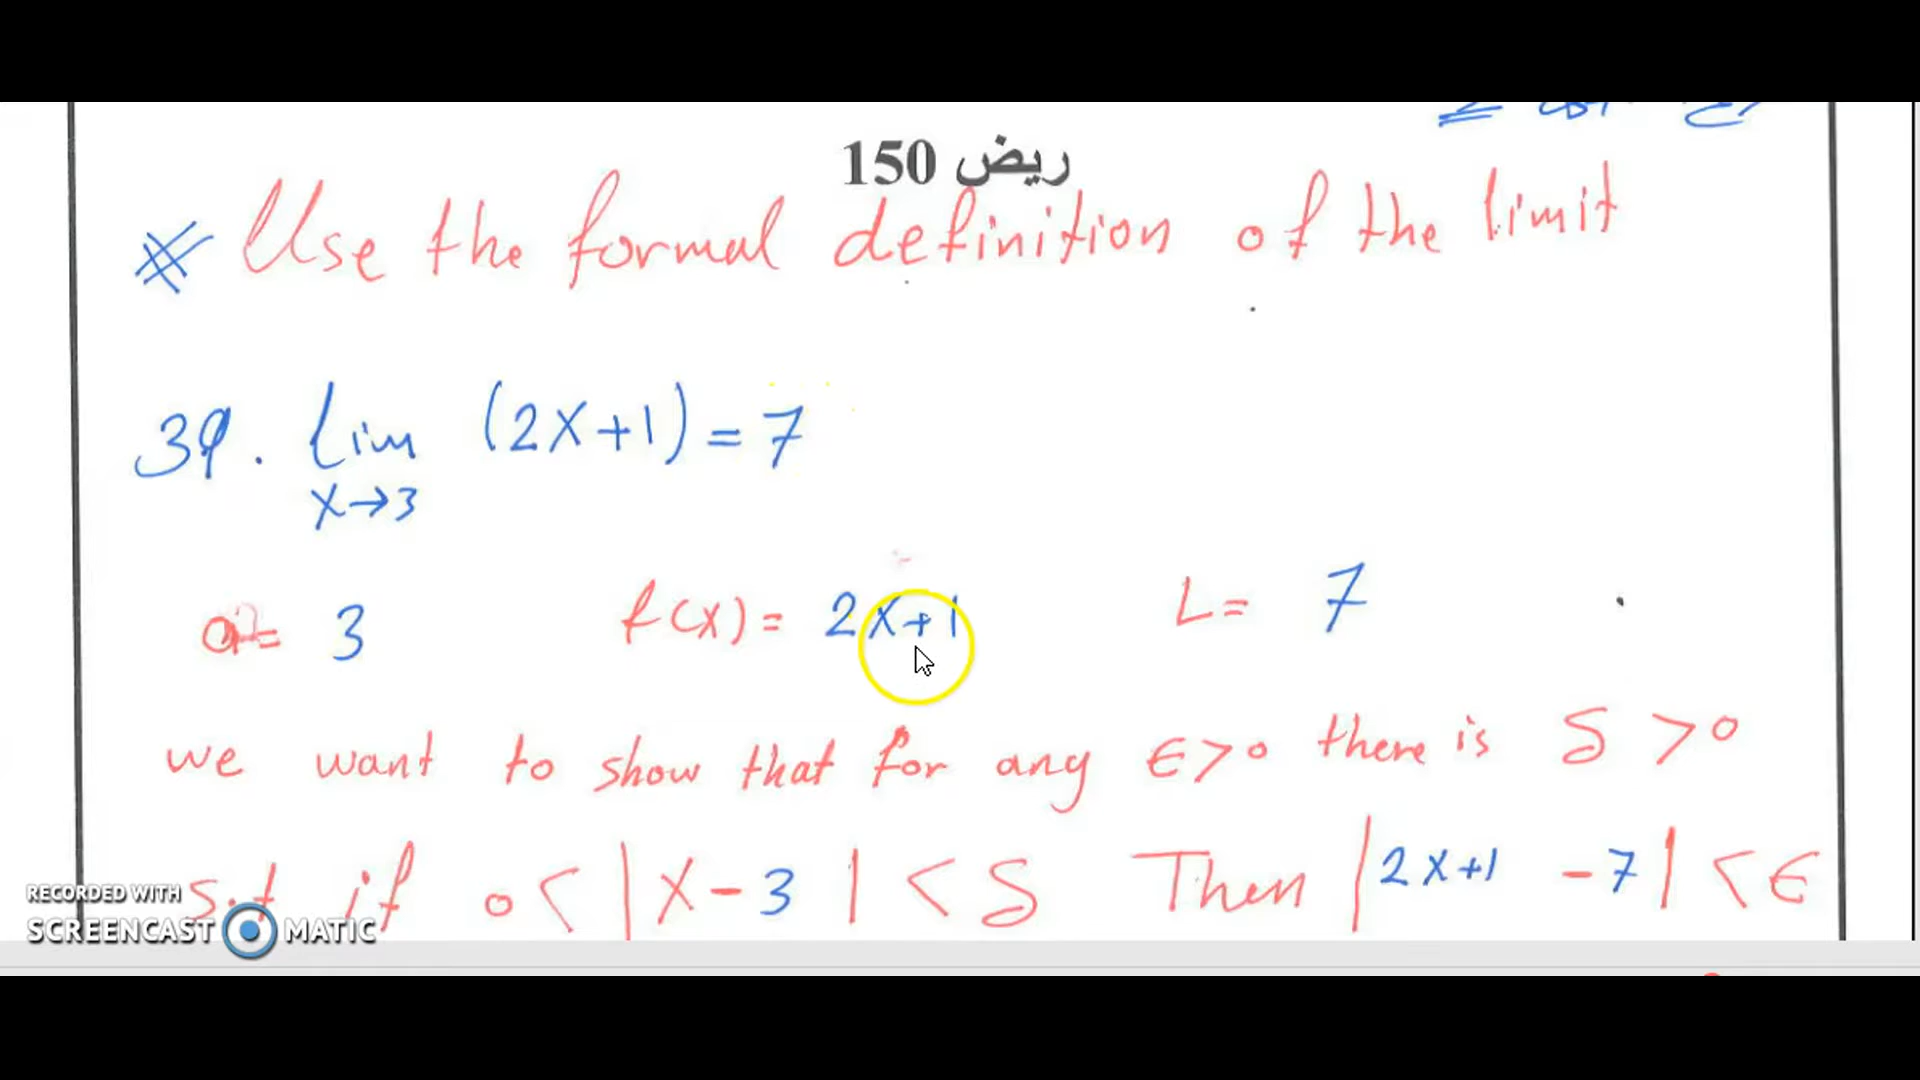 ريض 150
Use the formal definition of the limit
39. lim (2x+1) = 7
x→3
a = 3 f(x) = 2x+1 L = 7
we want to show that for any ϵ>0 there is δ >0
s.t if 0< |x-3| < δ Then |2x+1 -7| < ϵ
RECORDED WITH
SCREENCAST MATIC